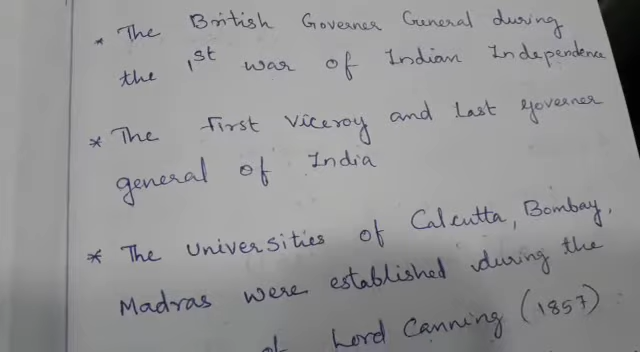 * The British Governer General during
the 1st war of Indian Independence
* The first viceroy and last governer
general of India
* The universities of Calcutta, Bombay,
Madras were established during the
of Lord Canning (1857)